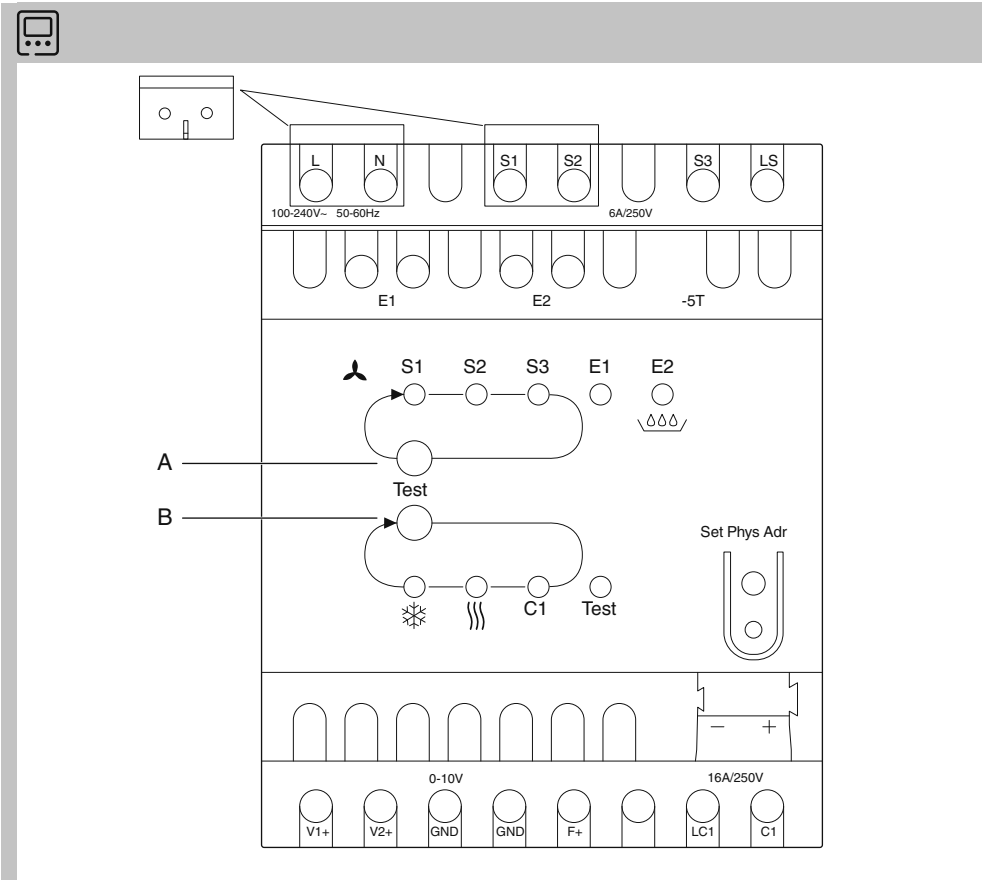 L N S1 S2 S3 LS
100-240V~ 50-60Hz 6A/250V
E1 E2 -5T
S1 S2 S3 E1 E2
A
Test
B
Set Phys Adr
C1 Test
− +
0-10V 16A/250V
V1+ V2+ GND GND F+ LC1 C1